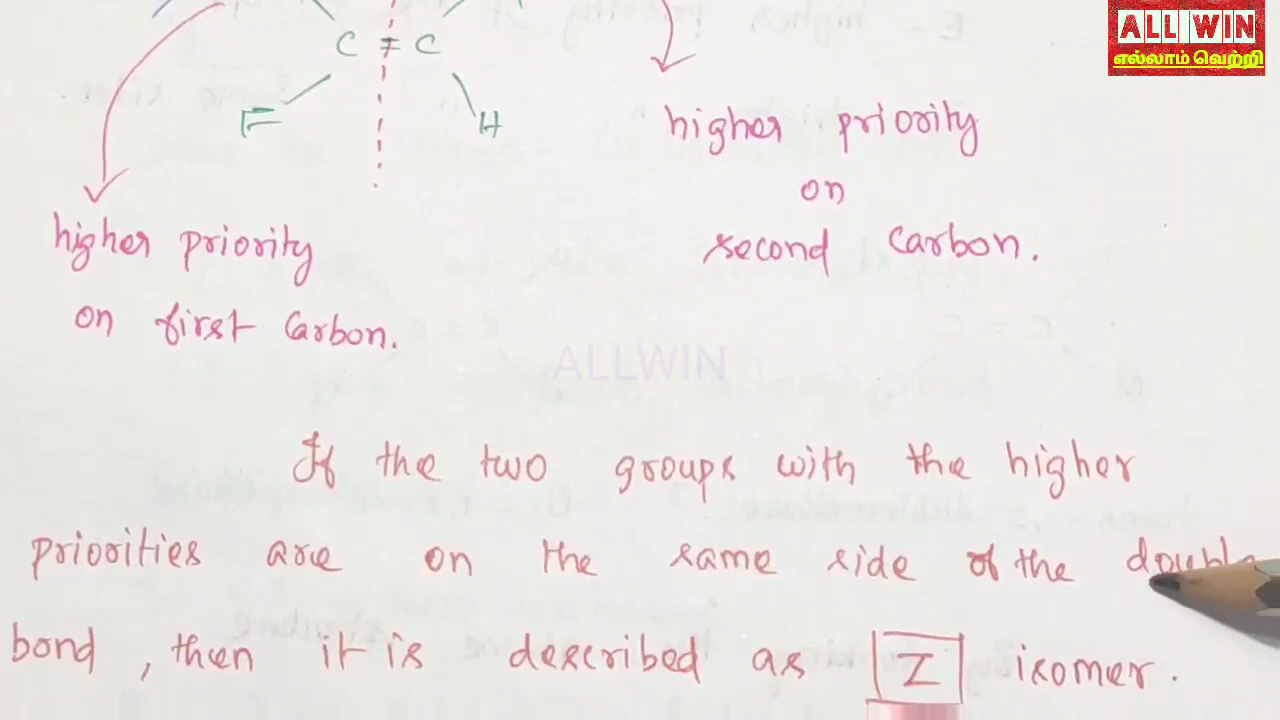 ALL WIN
எல்லாம் வெற்றி
C = C
F
H
higher priority
on
second carbon.
higher priority
on first carbon.
ALLWIN
If the two groups with the higher
priorities are on the same side of the double
bond, then it is described as Z isomer.